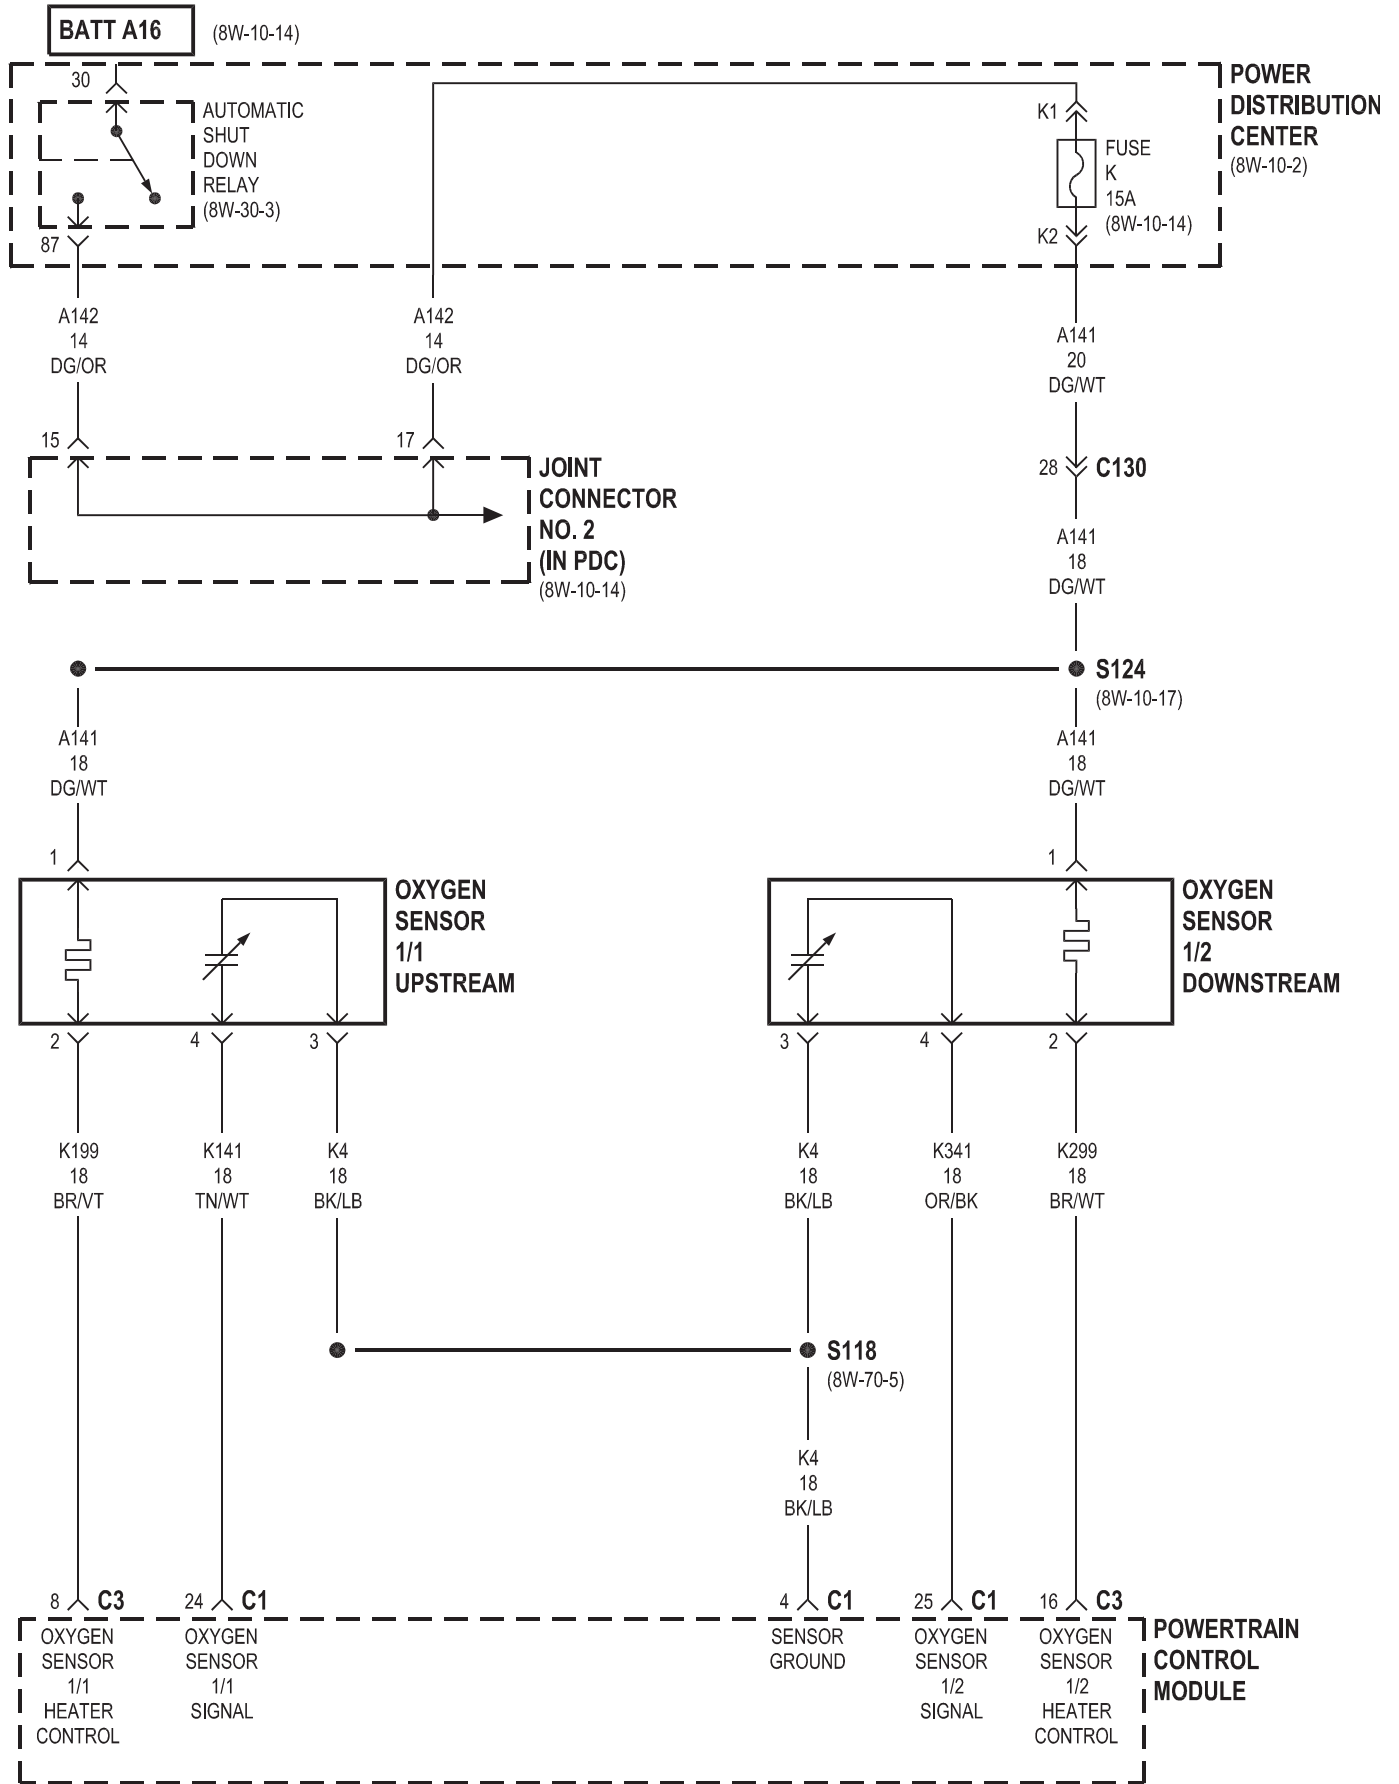 BATT A16
(8W-10-14)
30
AUTOMATIC
SHUT
DOWN
RELAY
(8W-30-3)
87
K1
FUSE
K
15A
(8W-10-14)
K2
POWER
DISTRIBUTION
CENTER
(8W-10-2)
A142
14
DG/OR
A142
14
DG/OR
A141
20
DG/WT
15
17
JOINT
CONNECTOR
NO. 2
(IN PDC)
(8W-10-14)
28
C130
A141
18
DG/WT
S124
(8W-10-17)
A141
18
DG/WT
A141
18
DG/WT
1
OXYGEN
SENSOR
1/1
UPSTREAM
1
OXYGEN
SENSOR
1/2
DOWNSTREAM
2
4
3
3
4
2
K199
18
BR/VT
K141
18
TN/WT
K4
18
BK/LB
K4
18
BK/LB
K341
18
OR/BK
K299
18
BR/WT
S118
(8W-70-5)
K4
18
BK/LB
8 C3
24 C1
4 C1
25 C1
16 C3
OXYGEN
SENSOR
1/1
HEATER
CONTROL
OXYGEN
SENSOR
1/1
SIGNAL
SENSOR
GROUND
OXYGEN
SENSOR
1/2
SIGNAL
OXYGEN
SENSOR
1/2
HEATER
CONTROL
POWERTRAIN
CONTROL
MODULE